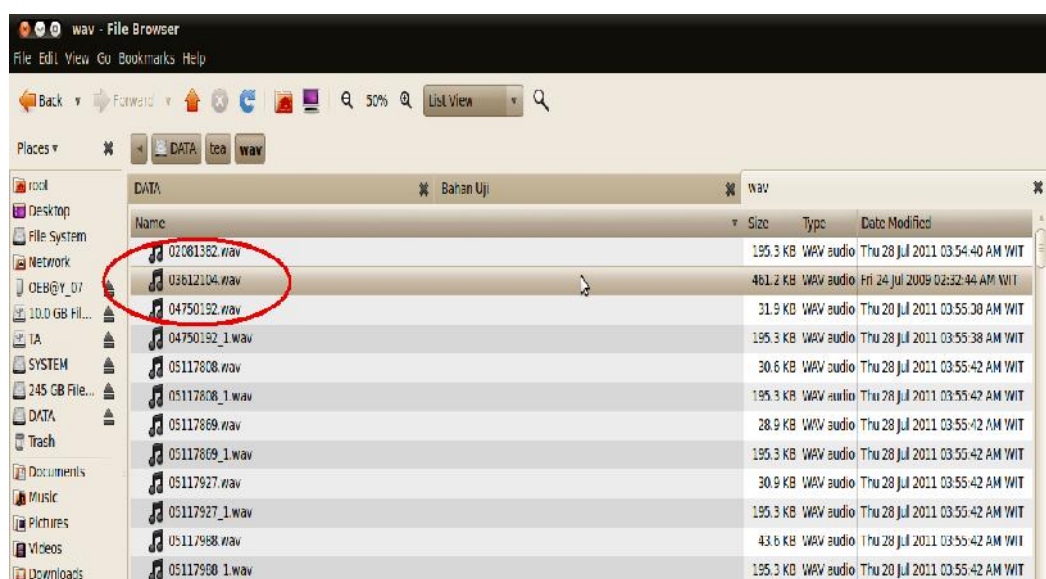 wav - File Browser
File Edit View Go Bookmarks Help
Back Forward 50% List View
Places DATA tea wav
root
Desktop
File System
Network
OEB@Y_07
10.0 GB Fil...
TA
SYSTEM
245 GB File...
DATA
Trash
Documents
Music
Pictures
Videos
Downloads
DATA Bahan Uji wav
Name Size Type Date Modified
02081362.wav 195.3 KB WAV audio Thu 28 Jul 2011 03:54:40 AM WIT
03612104.wav 461.2 KB WAV audio Fri 24 Jul 2009 02:32:44 AM WIT
04750192.wav 31.9 KB WAV audio Thu 28 Jul 2011 03:55:38 AM WIT
04750192_1.wav 195.3 KB WAV audio Thu 28 Jul 2011 03:55:38 AM WIT
05117808.wav 30.6 KB WAV audio Thu 28 Jul 2011 03:55:42 AM WIT
05117808_1.wav 195.3 KB WAV audio Thu 28 Jul 2011 03:55:42 AM WIT
05117869.wav 28.9 KB WAV audio Thu 28 Jul 2011 03:55:42 AM WIT
05117869_1.wav 195.3 KB WAV audio Thu 28 Jul 2011 03:55:42 AM WIT
05117927.wav 30.9 KB WAV audio Thu 28 Jul 2011 03:55:42 AM WIT
05117927_1.wav 195.3 KB WAV audio Thu 28 Jul 2011 03:55:42 AM WIT
05117988.wav 43.6 KB WAV audio Thu 28 Jul 2011 03:55:42 AM WIT
05117988_1.wav 195.3 KB WAV audio Thu 28 Jul 2011 03:55:42 AM WIT